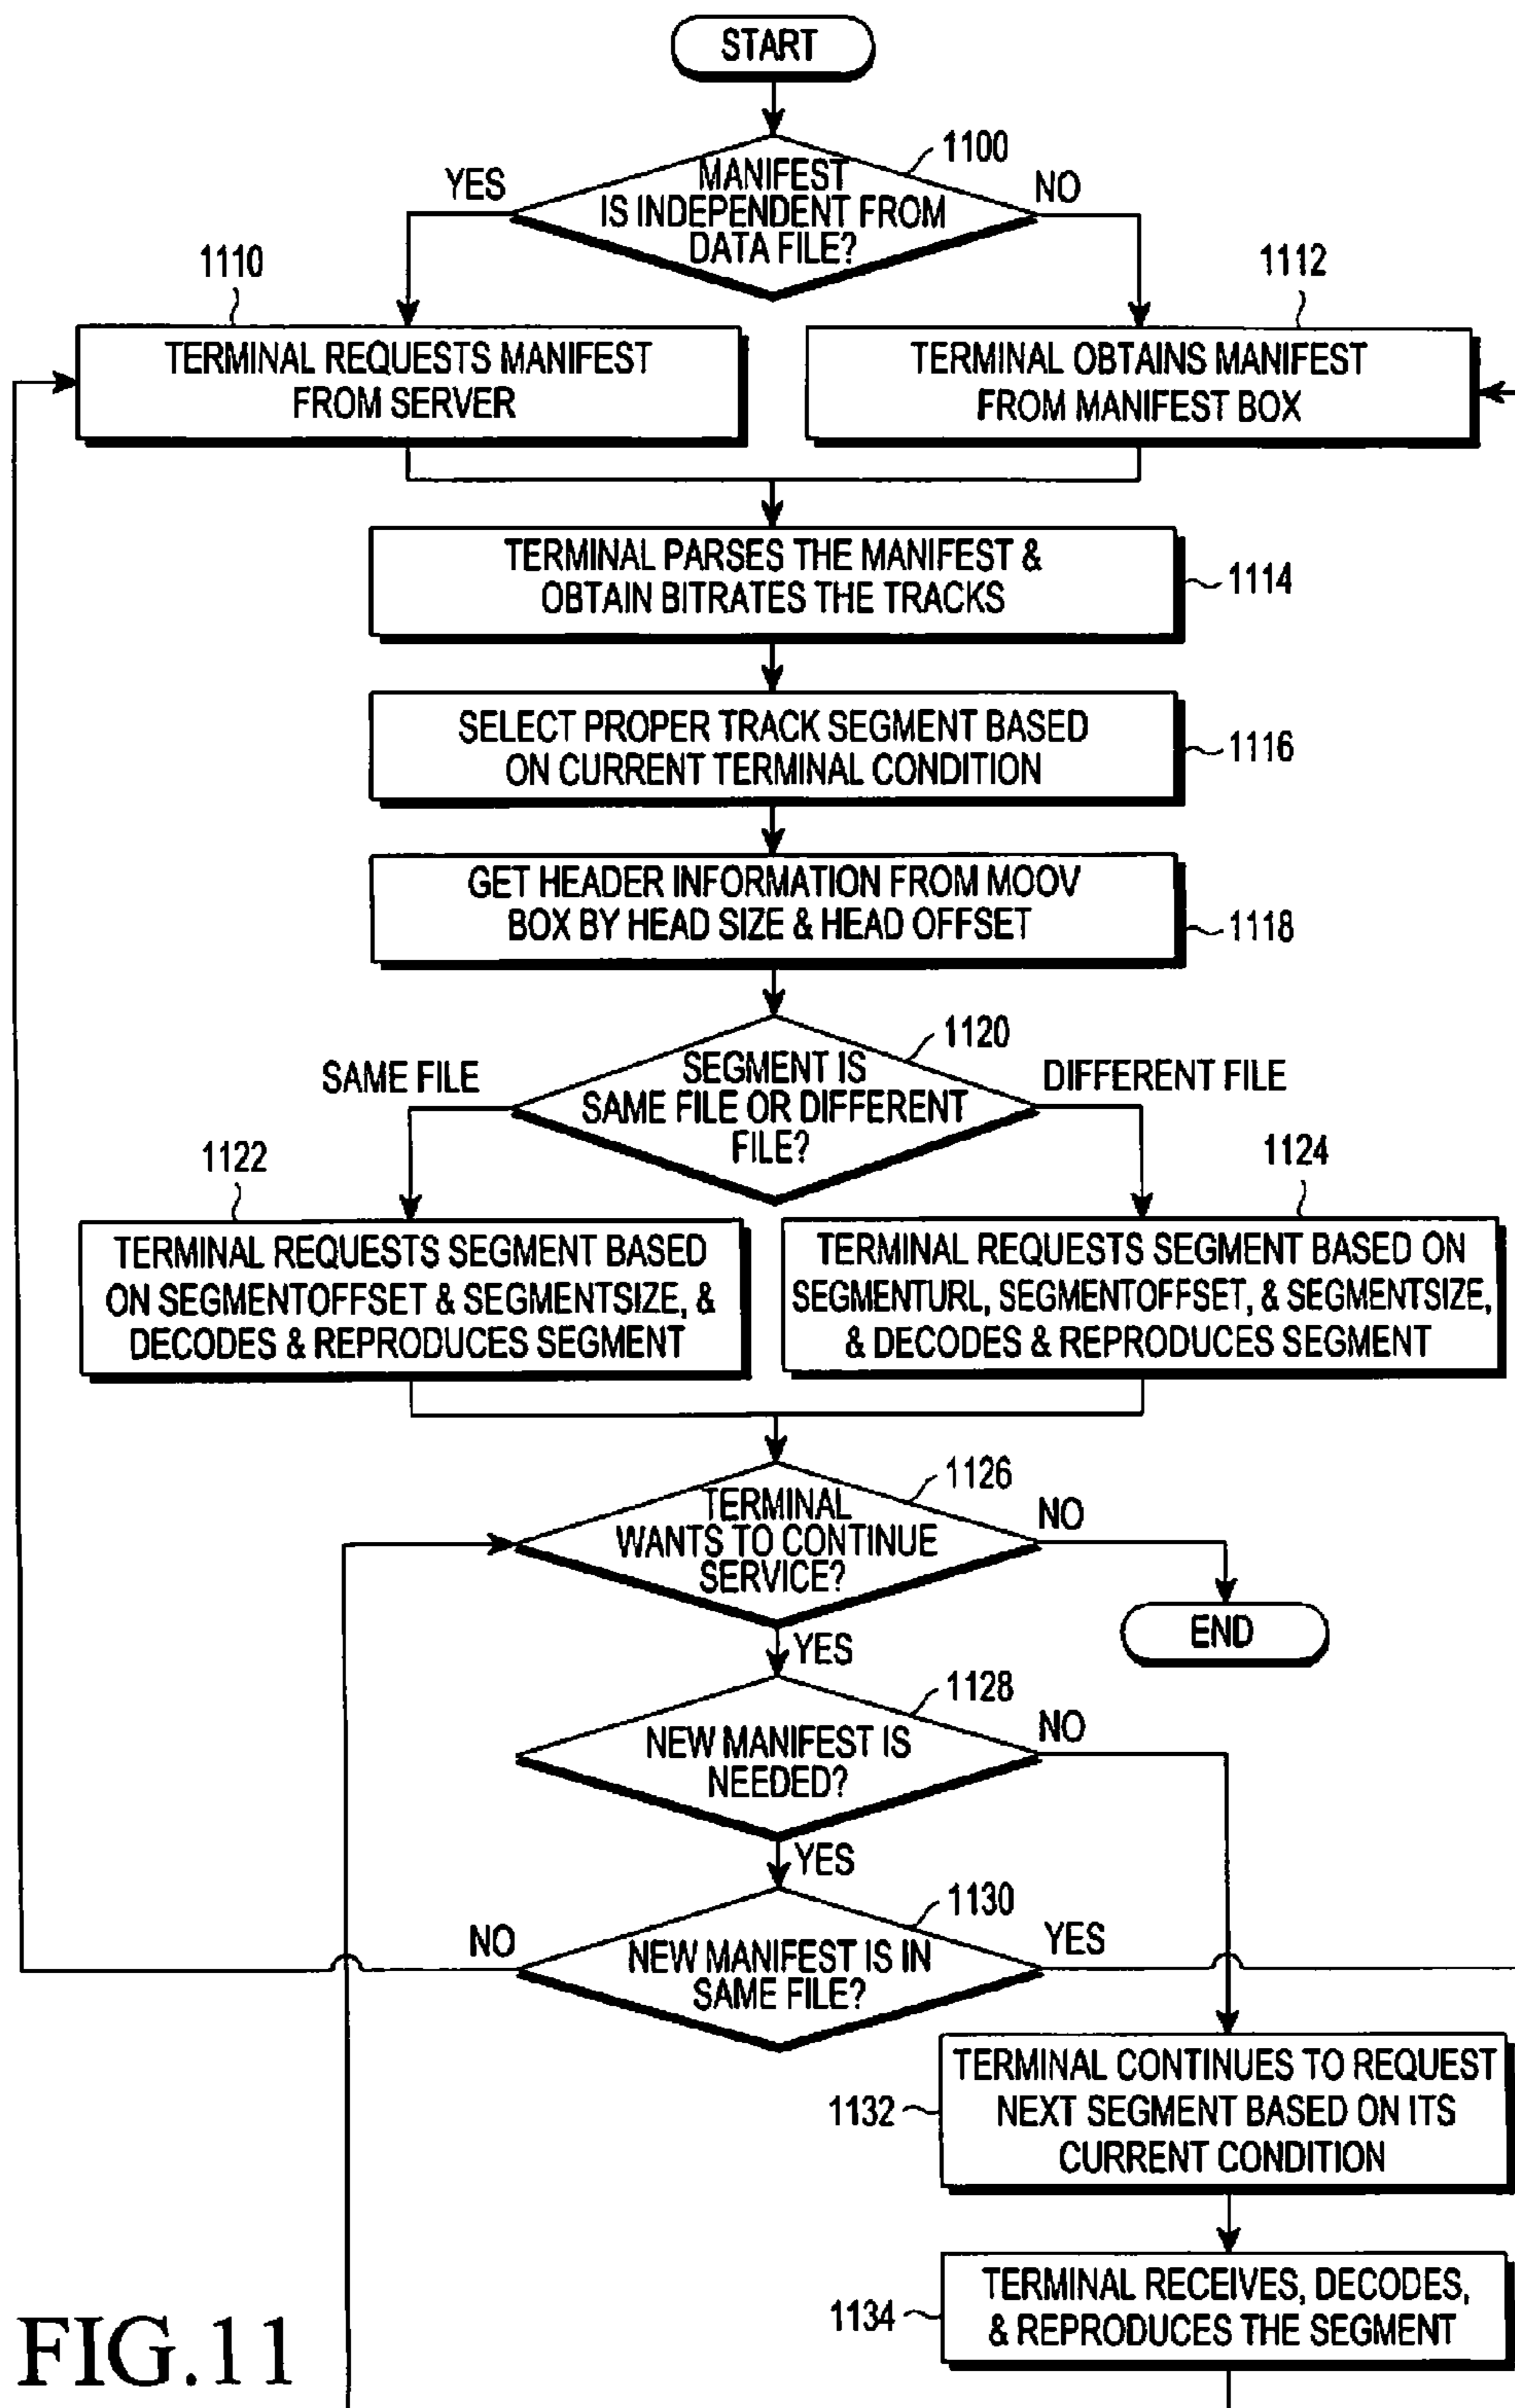 START
1100
MANIFEST
IS INDEPENDENT FROM
DATA FILE?
YES
NO
1110
TERMINAL REQUESTS MANIFEST
FROM SERVER
1112
TERMINAL OBTAINS MANIFEST
FROM MANIFEST BOX
TERMINAL PARSES THE MANIFEST &
OBTAIN BITRATES THE TRACKS
1114
SELECT PROPER TRACK SEGMENT BASED
ON CURRENT TERMINAL CONDITION
1116
GET HEADER INFORMATION FROM MOOV
BOX BY HEAD SIZE & HEAD OFFSET
1118
1120
SEGMENT IS
SAME FILE OR DIFFERENT
FILE?
SAME FILE
DIFFERENT FILE
1122
TERMINAL REQUESTS SEGMENT BASED
ON SEGMENTOFFSET & SEGMENTSIZE, &
DECODES & REPRODUCES SEGMENT
1124
TERMINAL REQUESTS SEGMENT BASED ON
SEGMENTURL, SEGMENTOFFSET, & SEGMENTSIZE,
& DECODES & REPRODUCES SEGMENT
1126
TERMINAL
WANTS TO CONTINUE
SERVICE?
NO
END
YES
1128
NEW MANIFEST IS
NEEDED?
NO
YES
1130
NEW MANIFEST IS IN
SAME FILE?
NO
YES
1132
TERMINAL CONTINUES TO REQUEST
NEXT SEGMENT BASED ON ITS
CURRENT CONDITION
1134
TERMINAL RECEIVES, DECODES,
& REPRODUCES THE SEGMENT
FIG.11